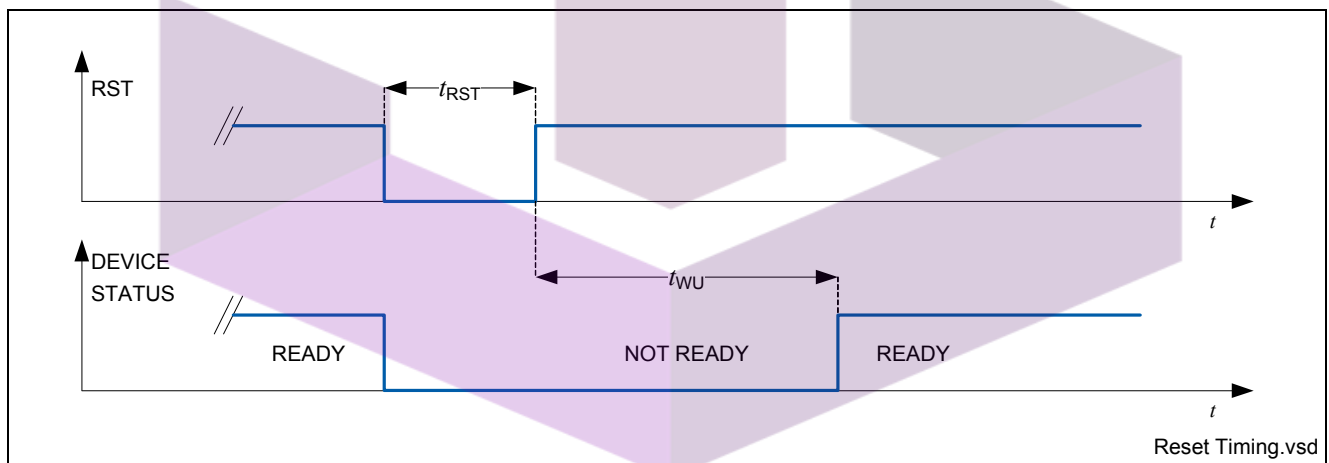 RST
tRST
t
DEVICE
STATUS
tWU
READY
NOT READY
READY
t
Reset Timing.vsd